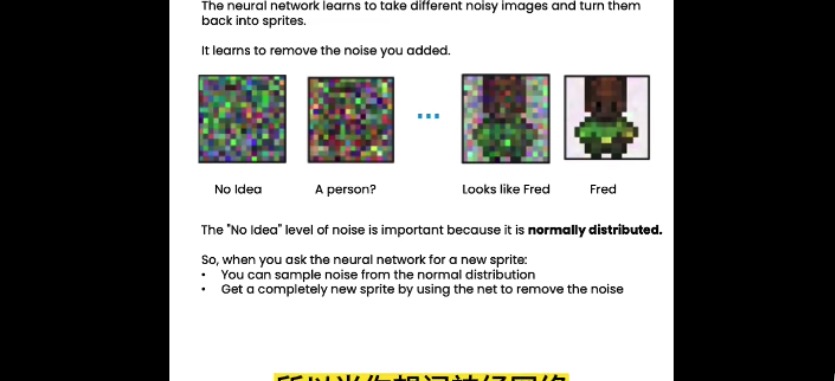 The neural network learns to take different noisy images and turn them
back into sprites.
It learns to remove the noise you added.
No Idea
A person?
Looks like Fred
Fred
The "No Idea" level of noise is important because it is normally distributed.
So, when you ask the neural network for a new sprite:
• You can sample noise from the normal distribution
• Get a completely new sprite by using the net to remove the noise